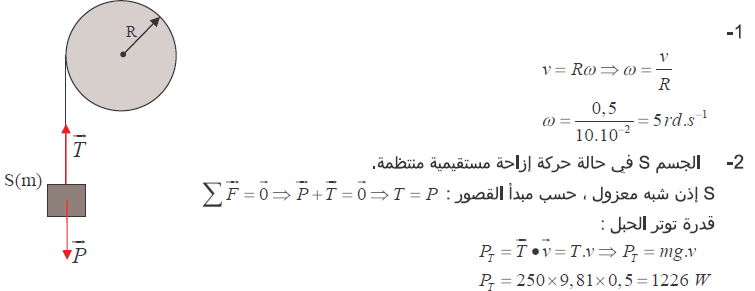 R
T
S(m)
P
-1
v = Rω ⇒ ω = v/R
ω = 0,5/10.10⁻² = 5 rd.s⁻¹
-2 الجسم S في حالة حركة إزاحة مستقيمية منتظمة.
S إذن شبه معزول ، حسب مبدأ القصور : ∑F⃗ = 0⃗ ⇒ P⃗ + T⃗ = 0⃗ ⇒ T = P
قدرة توتر الحبل :
P_T = T⃗ • v⃗ = T.v ⇒ P_T = mg.v
P_T = 250×9,81×0,5 = 1226 W